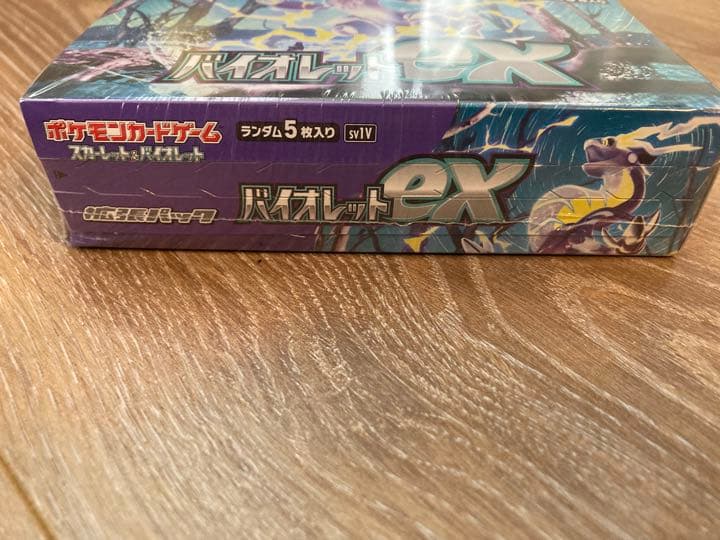 バイオレットex
ポケモンカードゲーム
スカーレット&バイオレット
ランダム5枚入り
SV1V
バイオレットex
拡張パック